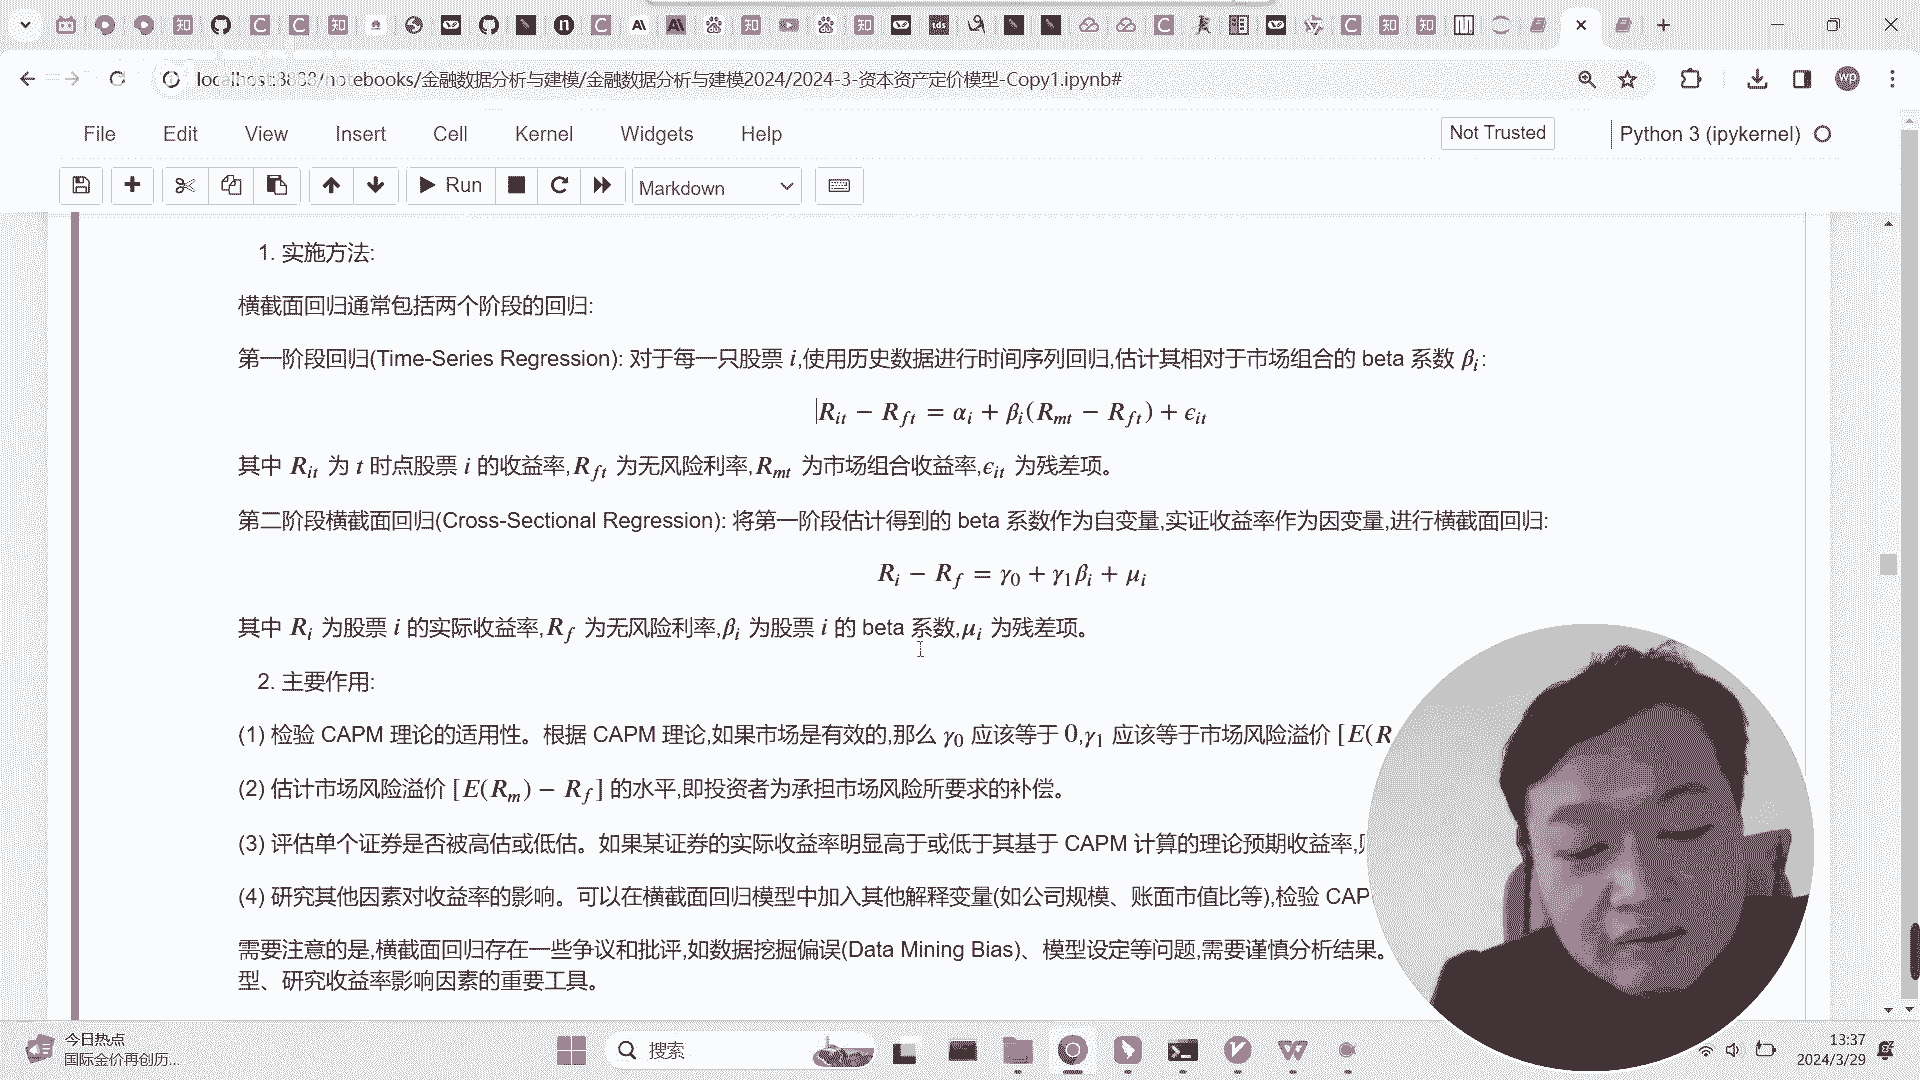 localhost:8888/notebooks/金融数据分析与建模/金融数据分析与建模2024/2024-3-资本资产定价模型-Copy1.ipynb#
wp
File Edit View Insert Cell Kernel Widgets Help
Not Trusted
Python 3 (ipykernel)
Run
Markdown
1. 实施方法:
横截面回归通常包括两个阶段的回归:
第一阶段回归(Time-Series Regression): 对于每一只股票 i,使用历史数据进行时间序列回归,估计其相对于市场组合的 beta 系数 βᵢ:
R_{it} − R_{ft} = α_i + β_i(R_{mt} − R_{ft}) + ϵ_{it}
其中 R_{it} 为 t 时点股票 i 的收益率,R_{ft} 为无风险利率,R_{mt} 为市场组合收益率,ϵ_{it} 为残差项。
第二阶段横截面回归(Cross-Sectional Regression): 将第一阶段估计得到的 beta 系数作为自变量,实证收益率作为因变量,进行横截面回归:
R_i − R_f = γ_0 + γ_1β_i + μ_i
其中 R_i 为股票 i 的实际收益率,R_f 为无风险利率,β_i 为股票 i 的 beta 系数,μ_i 为残差项。
2. 主要作用:
(1) 检验 CAPM 理论的适用性。根据 CAPM 理论,如果市场是有效的,那么 γ_0 应该等于 0,γ_1 应该等于市场风险溢价 [E(R
(2) 估计市场风险溢价 [E(R_m) − R_f] 的水平,即投资者为承担市场风险所要求的补偿。
(3) 评估单个证券是否被高估或低估。如果某证券的实际收益率明显高于或低于其基于 CAPM 计算的理论预期收益率,
(4) 研究其他因素对收益率的影响。可以在横截面回归模型中加入其他解释变量(如公司规模、账面市值比等),检验 CAP
需要注意的是,横截面回归存在一些争议和批评,如数据挖掘偏误(Data Mining Bias)、模型设定等问题,需要谨慎分析结果。
型、研究收益率影响因素的重要工具。
今日热点
国际金价再创历...
搜索
13:37
2024/3/29